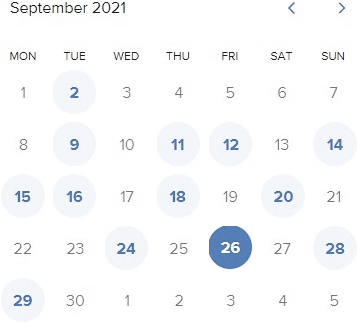 September 2021
MON TUE WED THU FRI SAT SUN
1 2 3 4 5 6 7
8 9 10 11 12 13 14
15 16 17 18 19 20 21
22 23 24 25 26 27 28
29 30 1 2 3 4 5